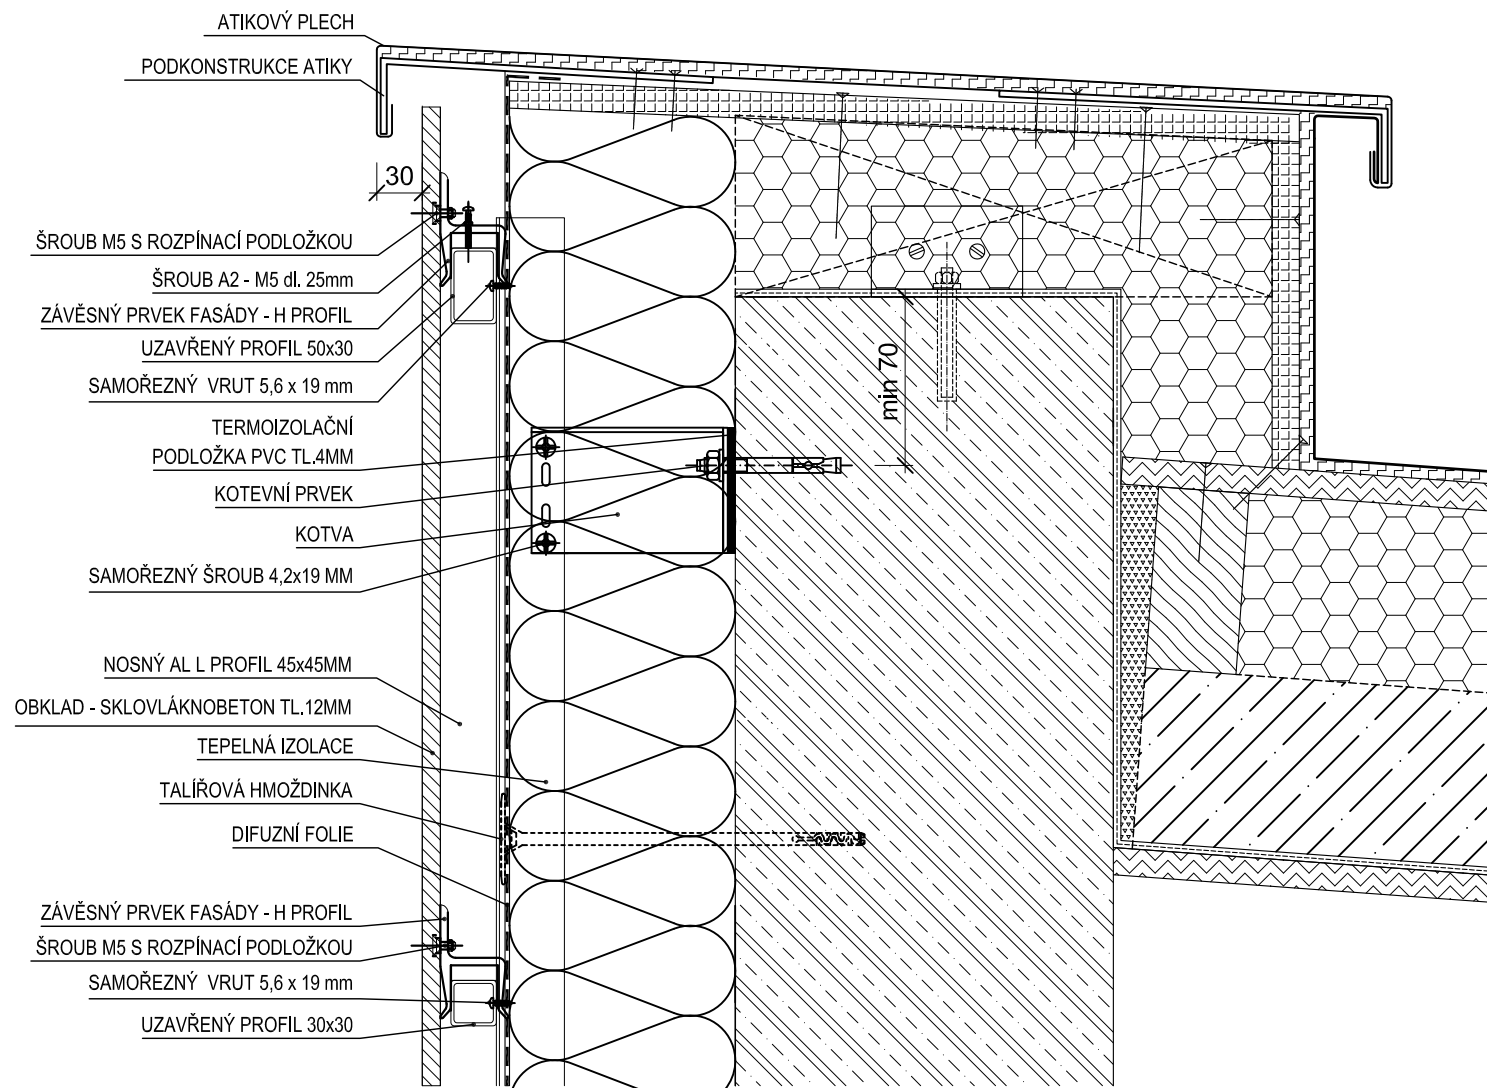 ATIKOVÝ PLECH
PODKONSTRUKCE ATIKY
30
ŠROUB M5 S ROZPÍNACÍ PODLOŽKOU
ŠROUB A2 - M5 dl. 25mm
ZÁVĚSNÝ PRVEK FASÁDY - H PROFIL
UZAVŘENÝ PROFIL 50x30
SAMOŘEZNÝ VRUT 5,6 x 19 mm
min 70
TERMOIZOLAČNÍ
PODLOŽKA PVC TL.4MM
KOTEVNÍ PRVEK
KOTVA
SAMOŘEZNÝ ŠROUB 4,2x19 MM
NOSNÝ AL L PROFIL 45x45MM
OBKLAD - SKLOVLÁKNOBETON TL.12MM
TEPELNÁ IZOLACE
TALÍŘOVÁ HMOŽDINKA
DIFUZNÍ FOLIE
ZÁVĚSNÝ PRVEK FASÁDY - H PROFIL
ŠROUB M5 S ROZPÍNACÍ PODLOŽKOU
SAMOŘEZNÝ VRUT 5,6 x 19 mm
UZAVŘENÝ PROFIL 30x30